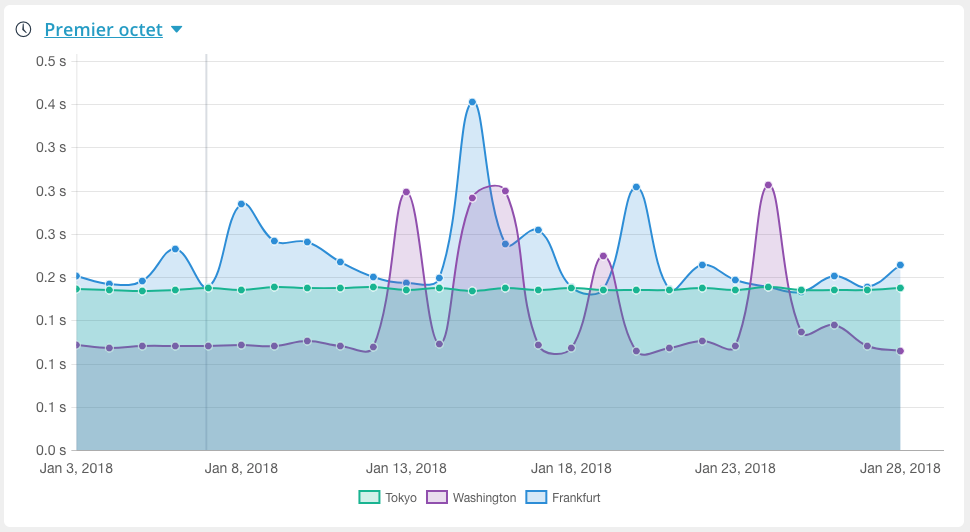 Premier octet
0.5 s
0.4 s
0.3 s
0.3 s
0.3 s
0.2 s
0.1 s
0.1 s
0.1 s
0.0 s
Jan 3, 2018 Jan 8, 2018 Jan 13, 2018 Jan 18, 2018 Jan 23, 2018 Jan 28, 2018
Tokyo Washington Frankfurt